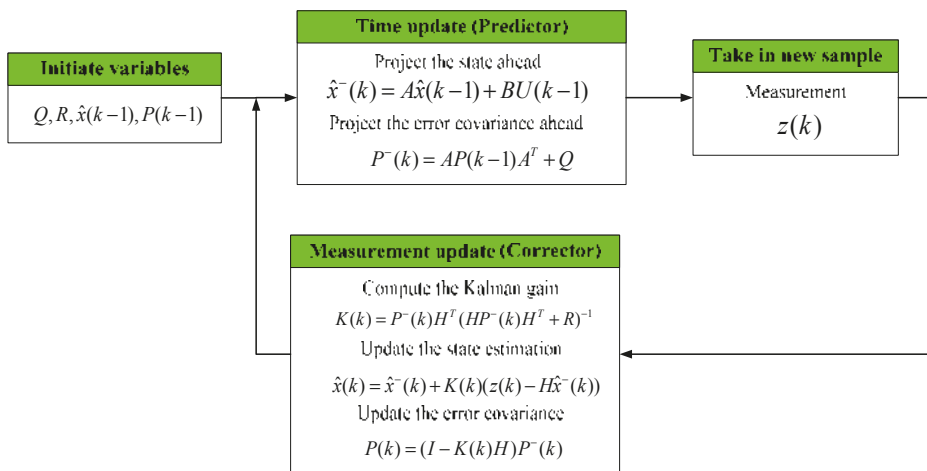 Initiate variables
Q, R, x̂(k−1), P(k−1)
Time update (Predictor)
Project the state ahead
x̂⁻(k) = Ax̂(k−1) + BU(k−1)
Project the error covariance ahead
P⁻(k) = AP(k−1)Aᵀ + Q
Take in new sample
Measurement
z(k)
Measurement update (Corrector)
Compute the Kalman gain
K(k) = P⁻(k)Hᵀ(HP⁻(k)Hᵀ + R)⁻¹
Update the state estimation
x̂(k) = x̂⁻(k) + K(k)(z(k) − Hx̂⁻(k))
Update the error covariance
P(k) = (I − K(k)H)P⁻(k)